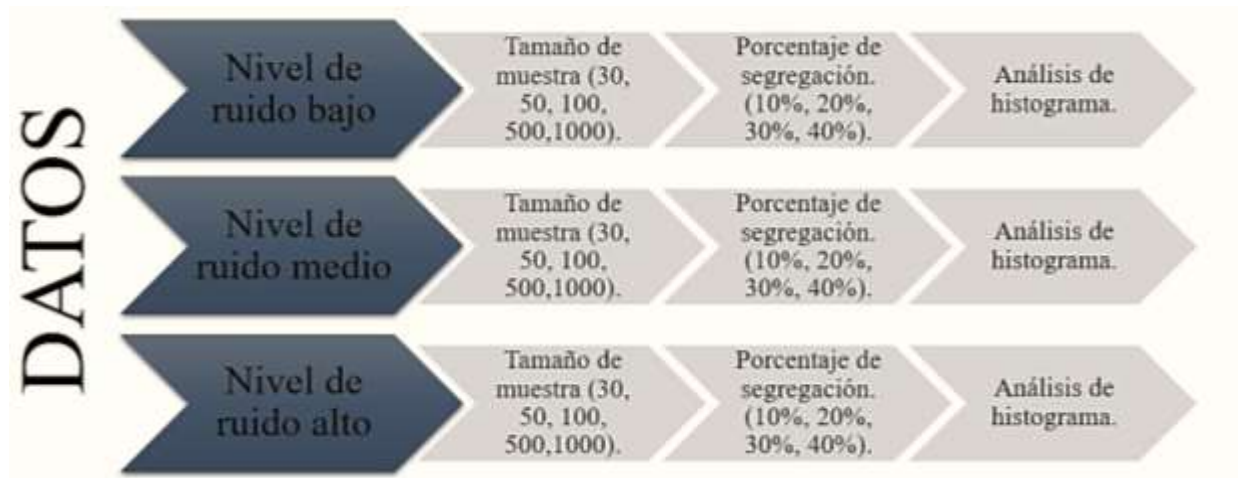 DATOS
Nivel de
ruido bajo
Tamaño de
muestra (30,
50, 100,
500,1000).
Porcentaje de
segregación.
(10%, 20%,
30%, 40%).
Análisis de
histograma.
Nivel de
ruido medio
Tamaño de
muestra (30,
50, 100,
500,1000).
Porcentaje de
segregación.
(10%, 20%,
30%, 40%).
Análisis de
histograma.
Nivel de
ruido alto
Tamaño de
muestra (30,
50, 100,
500,1000).
Porcentaje de
segregación.
(10%, 20%,
30%, 40%).
Análisis de
histograma.